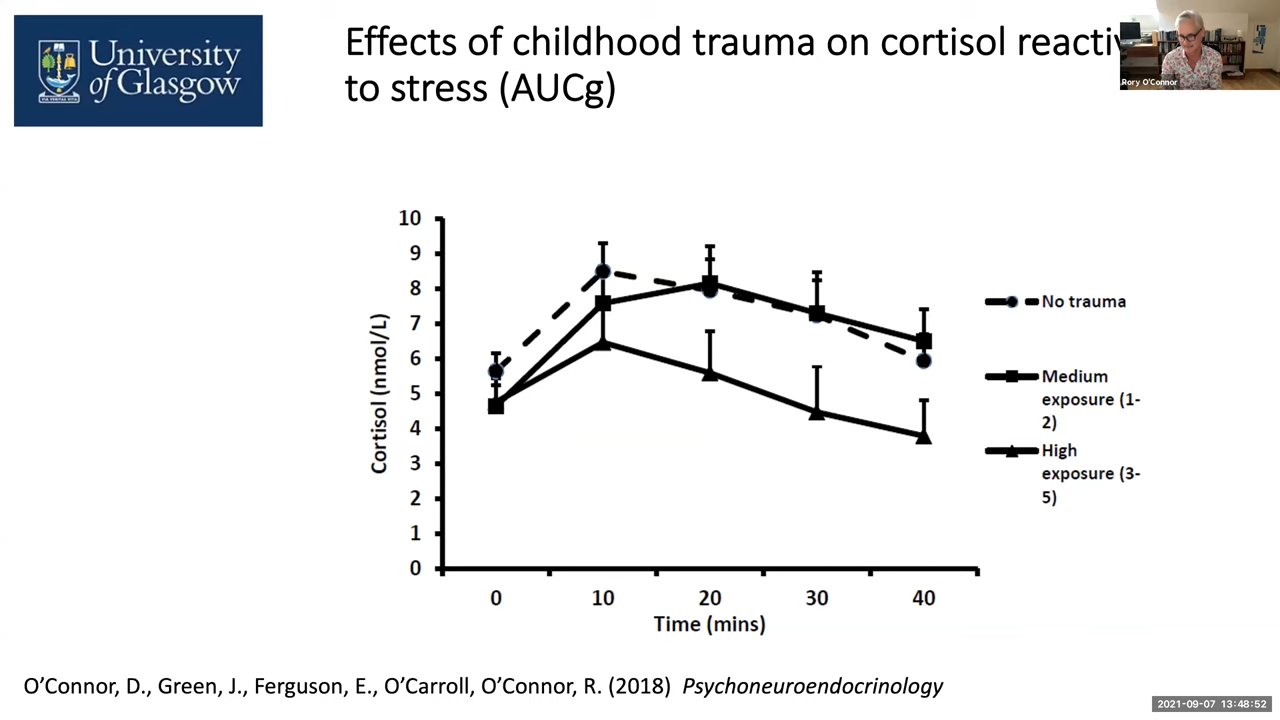 University
of Glasgow
Effects of childhood trauma on cortisol reactiv
to stress (AUCg)
Rory O'Connor
10
9
8
7
6
5
4
3
2
1
0
Cortisol (nmol/L)
0 10 20 30 40
Time (mins)
No trauma
Medium
exposure (1-
2)
High
exposure (3-
5)
O’Connor, D., Green, J., Ferguson, E., O’Carroll, O’Connor, R. (2018) Psychoneuroendocrinology
2021-09-07 13:48:52